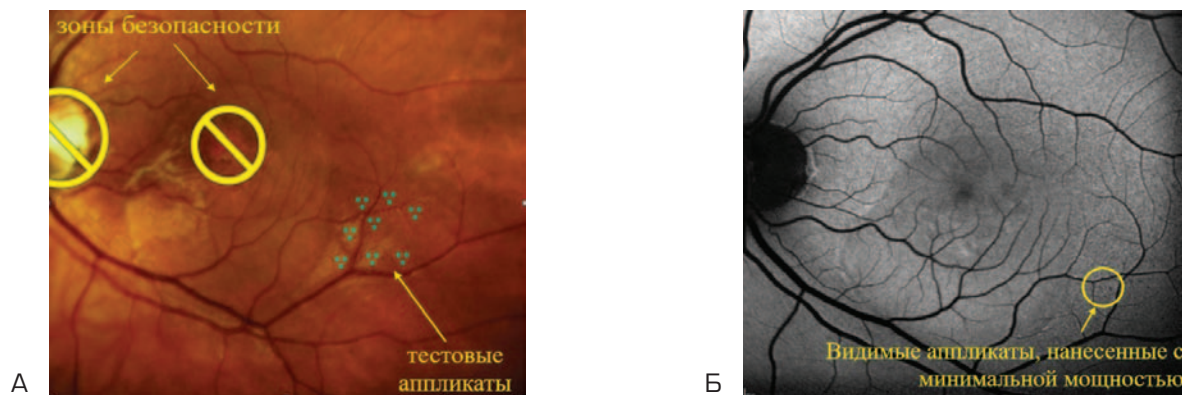 зоны безопасности
тестовые
аппликаты
А
Видимые аппликаты, нанесенные с
минимальной мощностью
Б